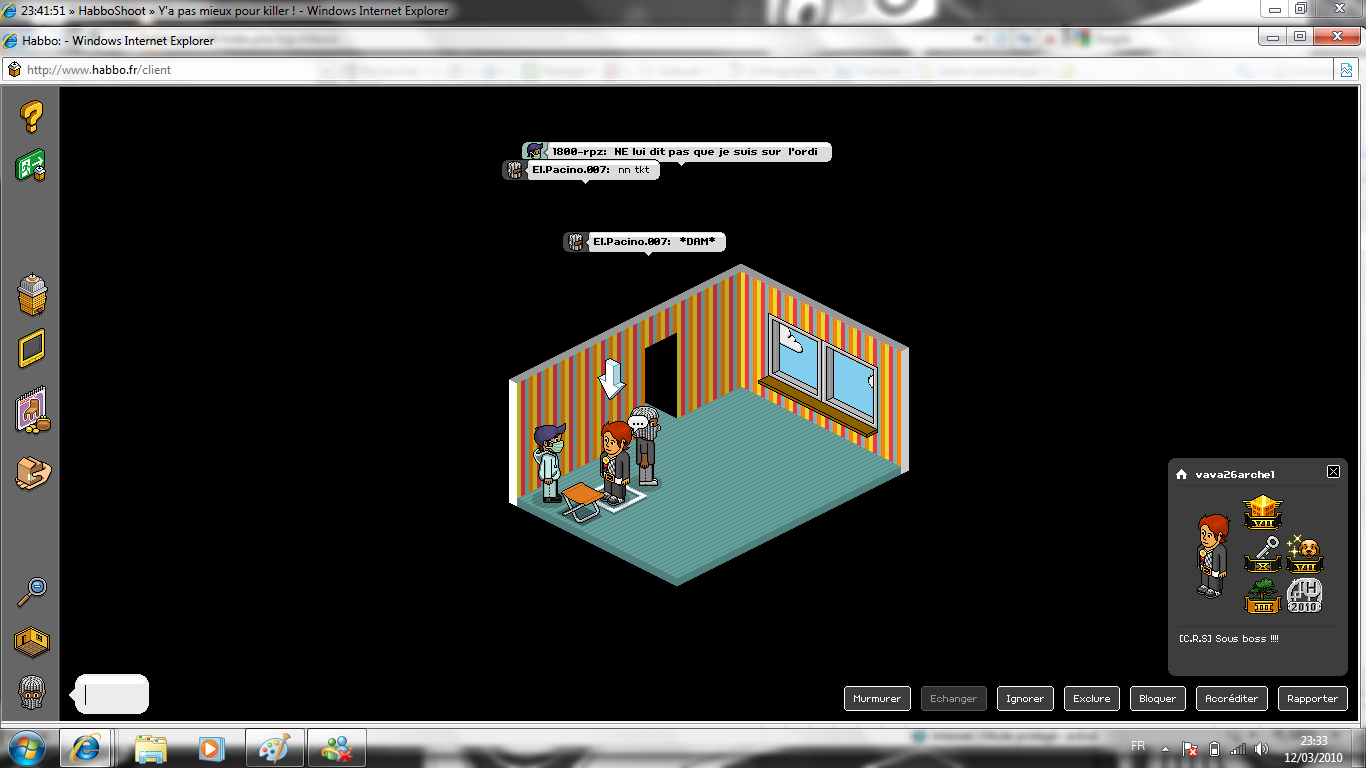 23:41:51 » HabboShoot » Y'a pas mieux pour killer ! - Windows Internet Explorer
Habbo: - Windows Internet Explorer
http://www.habbo.fr/client
1800-rpz: NE lui dit pas que je suis sur l'ordi
El.Pacino.007: nn tkt
El.Pacino.007: *DAM*
vava26arche1
2010
[C.R.S] Sous boss !!!!
Murmurer
Echanger
Ignorer
Exclure
Bloquer
Accréditer
Rapporter
FR
23:33
12/03/2010